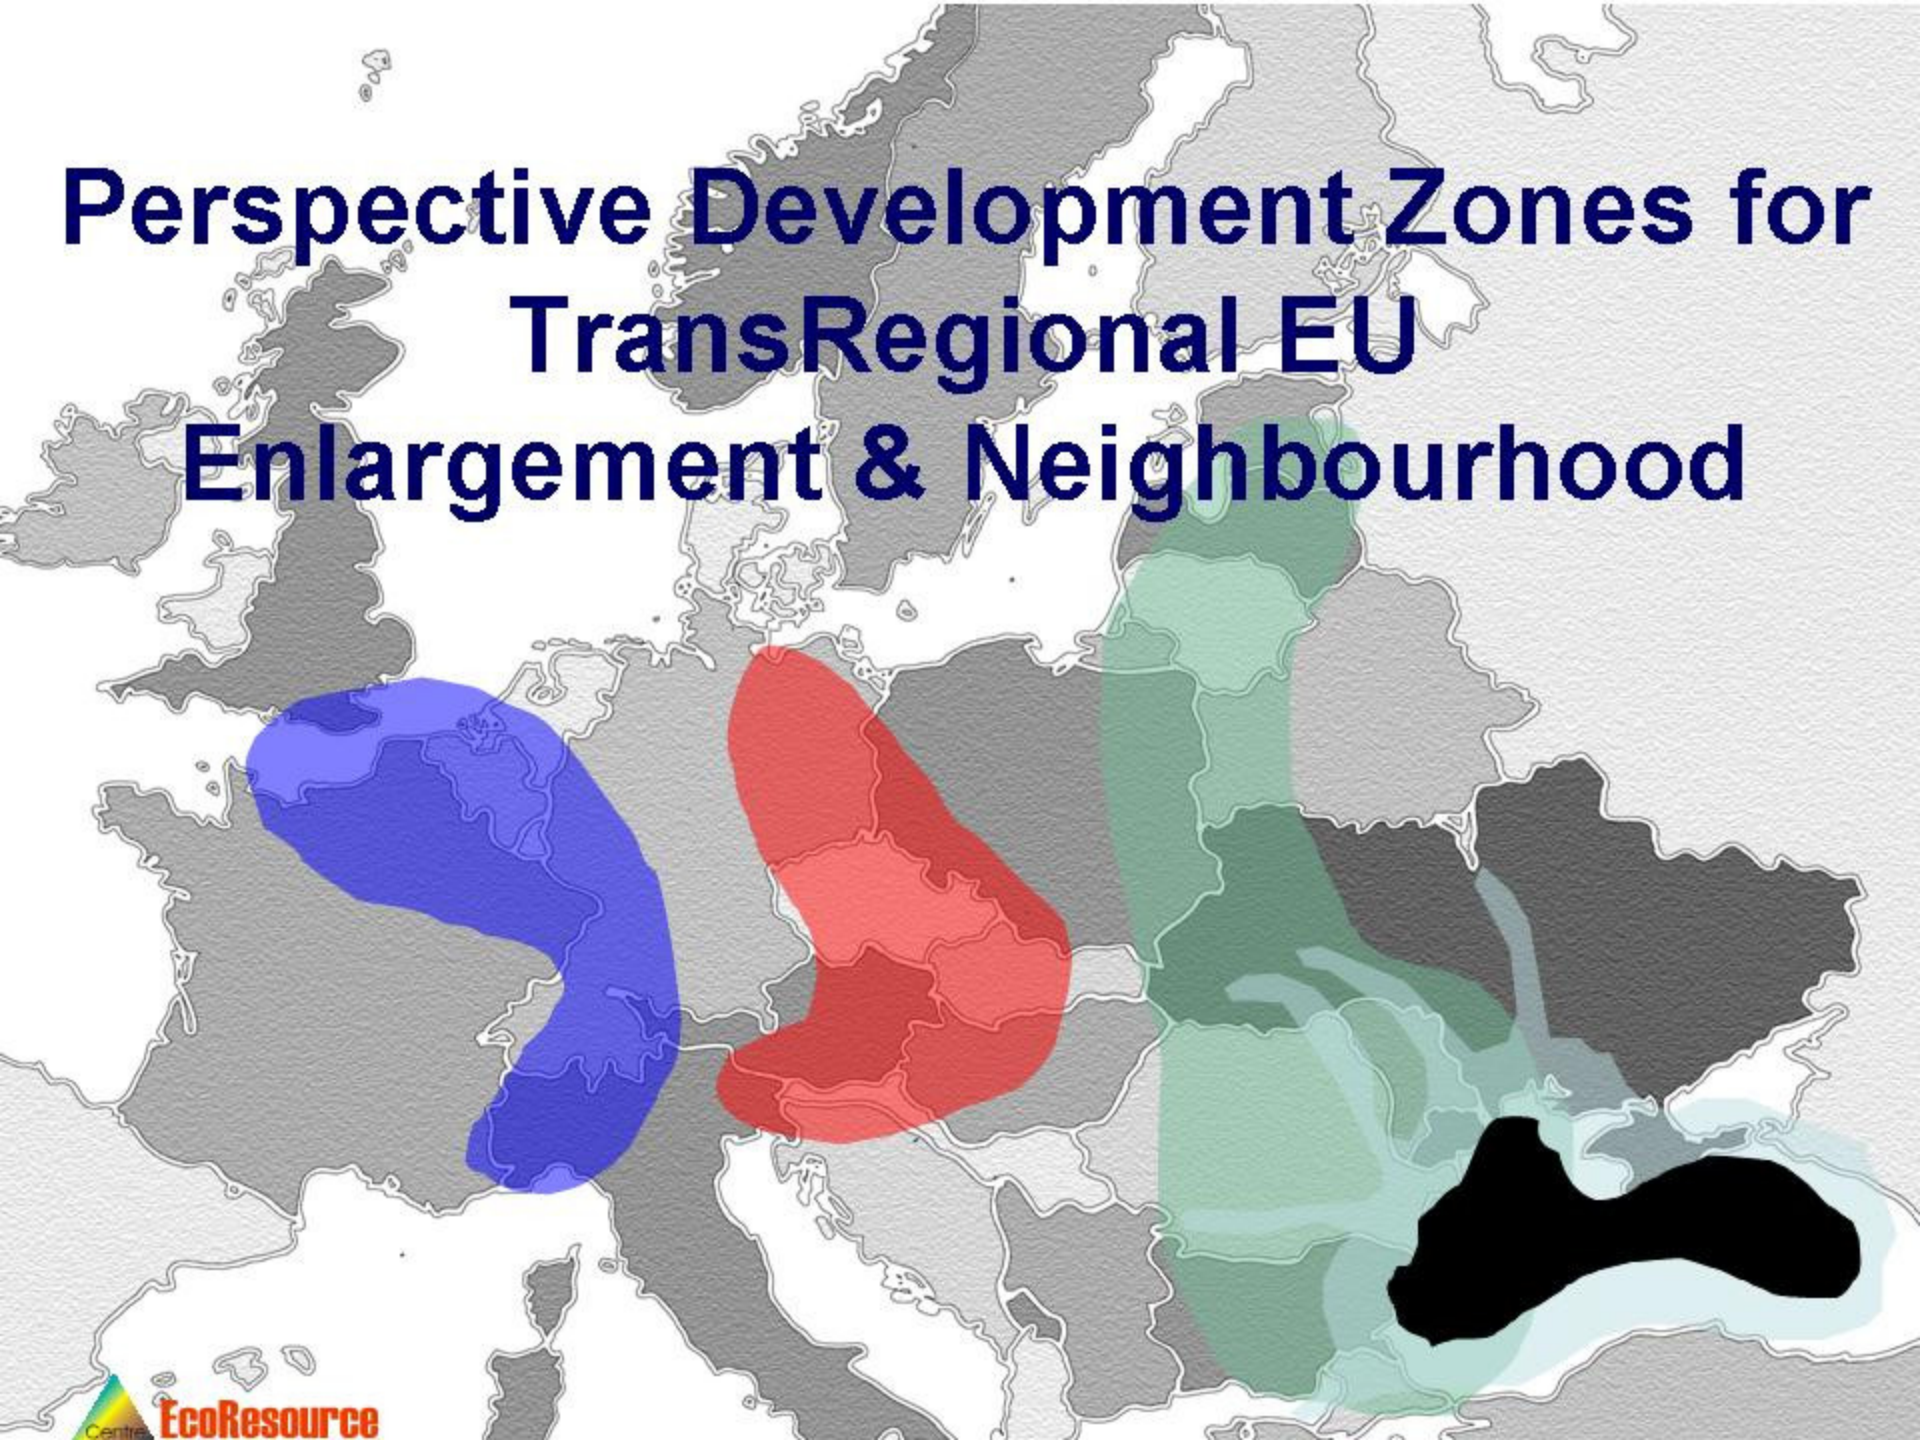 Perspective Development Zones for
TransRegional EU
Enlargement & Neighbourhood
Centre EcoResource